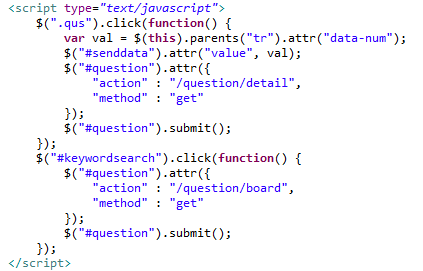 <script type="text/javascript">
    $(".qus").click(function() {
        var val = $(this).parents("tr").attr("data-num");
        $("#senddata").attr("value", val);
        $("#question").attr({
            "action" : "/question/detail",
            "method" : "get"
        });
        $("#question").submit();
    });
    $("#keywordsearch").click(function() {
        $("#question").attr({
            "action" : "/question/board",
            "method" : "get"
        });
        $("#question").submit();
    });
</script>